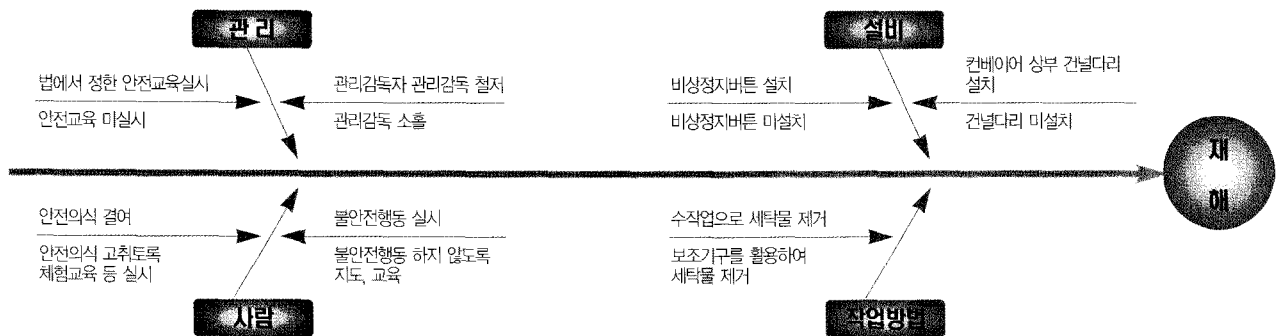 관리
설비
법에서 정한 안전교육실시
안전교육 미실시
관리감독자 관리감독 철저
관리감독 소홀
비상정지버튼 설치
비상정지버튼 미설치
컨베이어 상부 건널다리
설치
건널다리 미설치
재
해
안전의식 결여
안전의식 고취토록
체험교육 등 실시
불안전행동 실시
불안전행동 하지 않도록
지도, 교육
수작업으로 세탁물 제거
보조기구를 활용하여
세탁물 제거
사람
작업방법